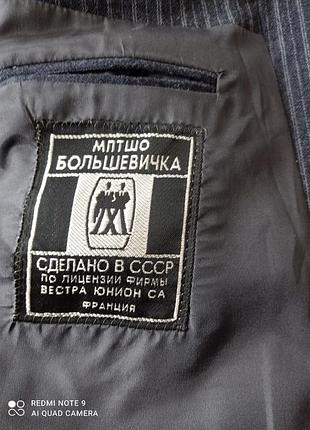 МПТШО
БОЛЬШЕВИЧКА
СДЕЛАНО В СССР
ПО ЛИЦЕНЗИИ ФИРМЫ
ВЕСТРА ЮНИОН СА
ФРАНЦИЯ
REDMI NOTE 9
AI QUAD CAMERA